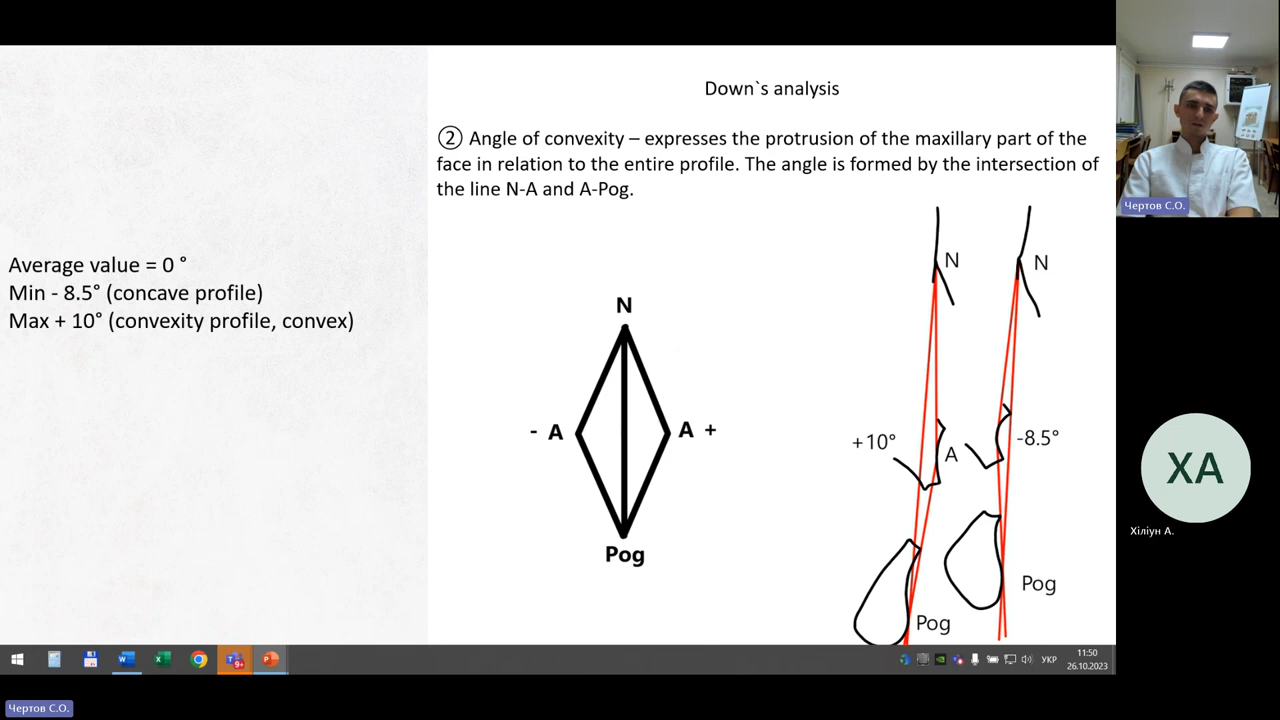 Down`s analysis
② Angle of convexity – expresses the protrusion of the maxillary part of the
face in relation to the entire profile. The angle is formed by the intersection of
the line N-A and A-Pog.
Average value = 0 °
Min - 8.5° (concave profile)
Max + 10° (convexity profile, convex)
N
- A
A +
Pog
N
N
+10°
A
-8.5°
Pog
Pog
Чертов С.О.
ХА
Хіліун А.
УКР
11:50
26.10.2023
Чертов С.О.